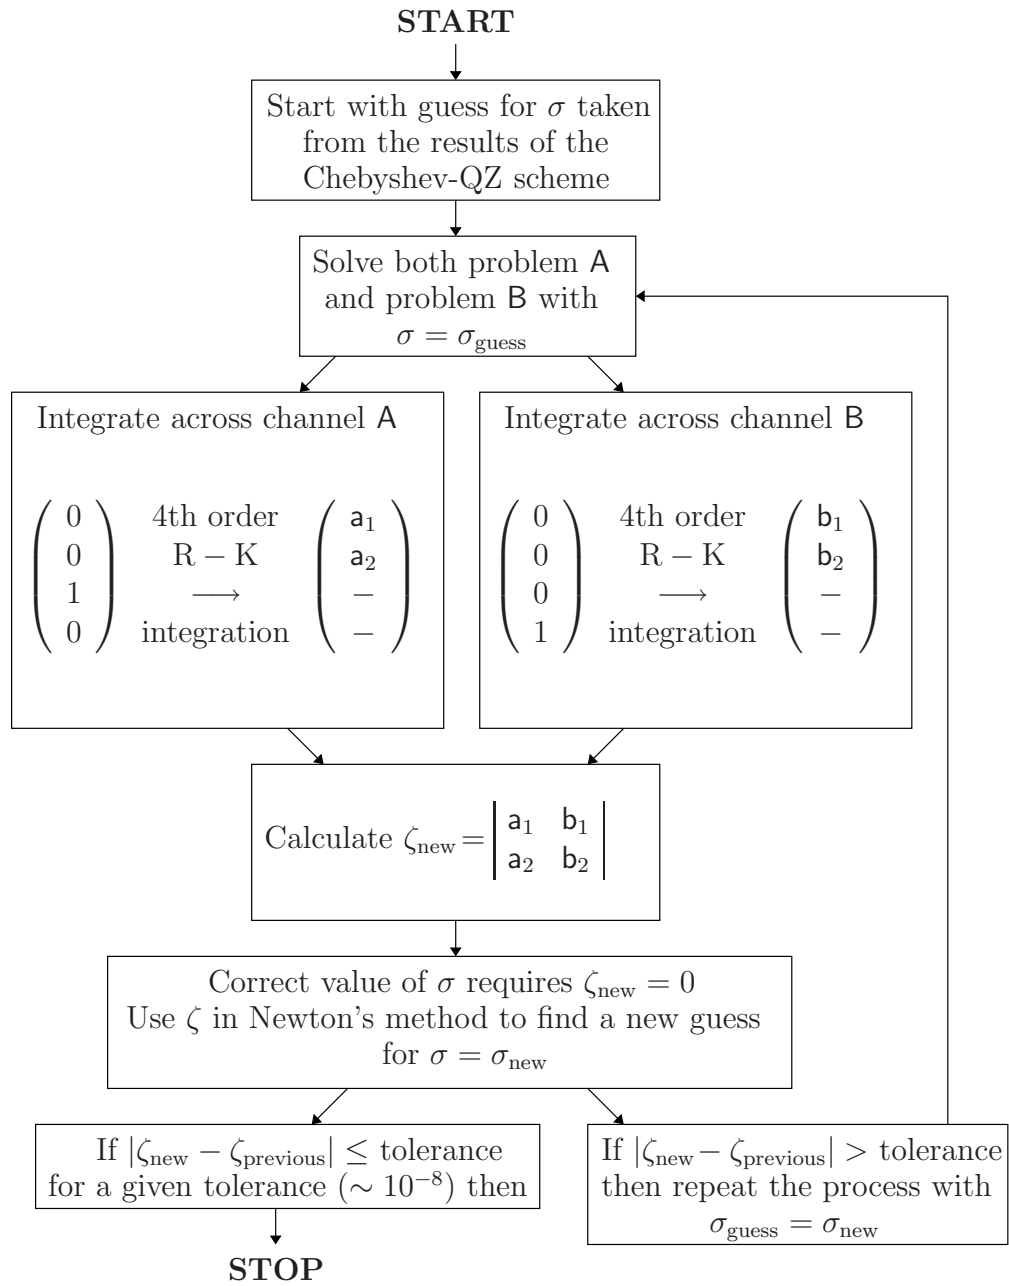 START
Start with guess for σ taken
from the results of the
Chebyshev-QZ scheme
Solve both problem A
and problem B with
σ = σ_guess
Integrate across channel A
0 4th order a₁
0 R − K a₂
1 ⟶ −
0 integration −
Integrate across channel B
0 4th order b₁
0 R − K b₂
0 ⟶ −
1 integration −
Calculate ζ_new = | a₁ b₁ |
| a₂ b₂ |
Correct value of σ requires ζ_new = 0
Use ζ in Newton's method to find a new guess
for σ = σ_new
If |ζ_new − ζ_previous| ≤ tolerance
for a given tolerance (∼ 10⁻⁸) then
If |ζ_new − ζ_previous| > tolerance
then repeat the process with
σ_guess = σ_new
STOP